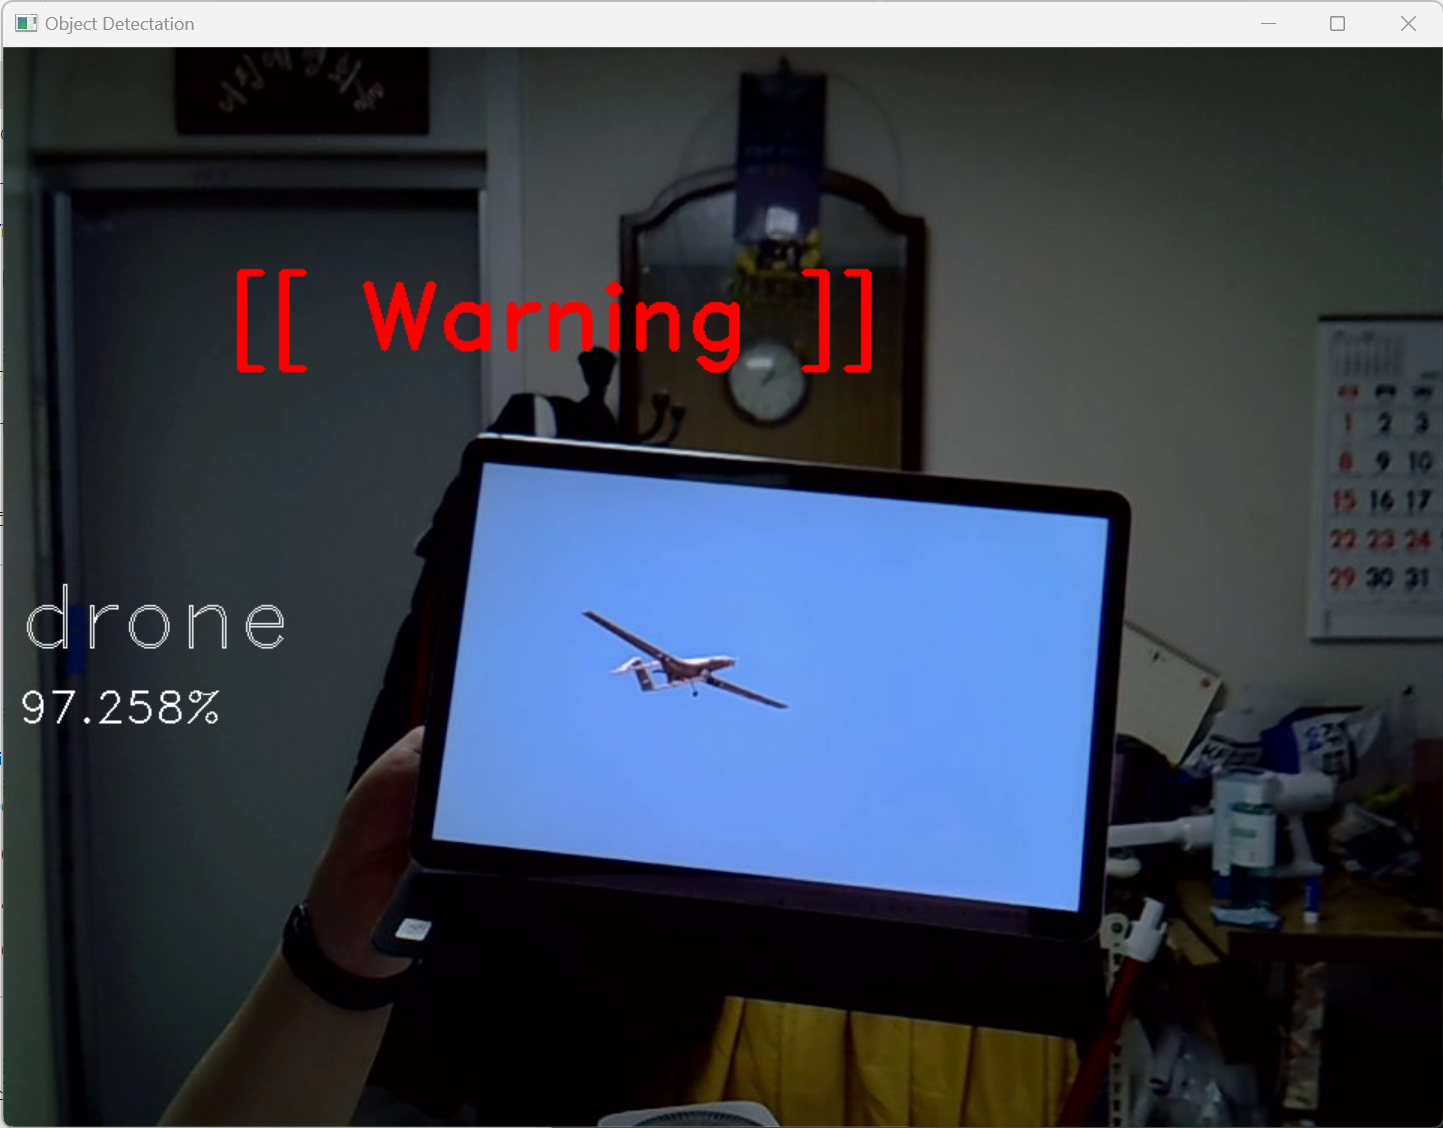 Object Detectation
[[ Warning ]]
drone
97.258%
1 2 3
8 9 10
15 16 17
22 23 24
29 30 31